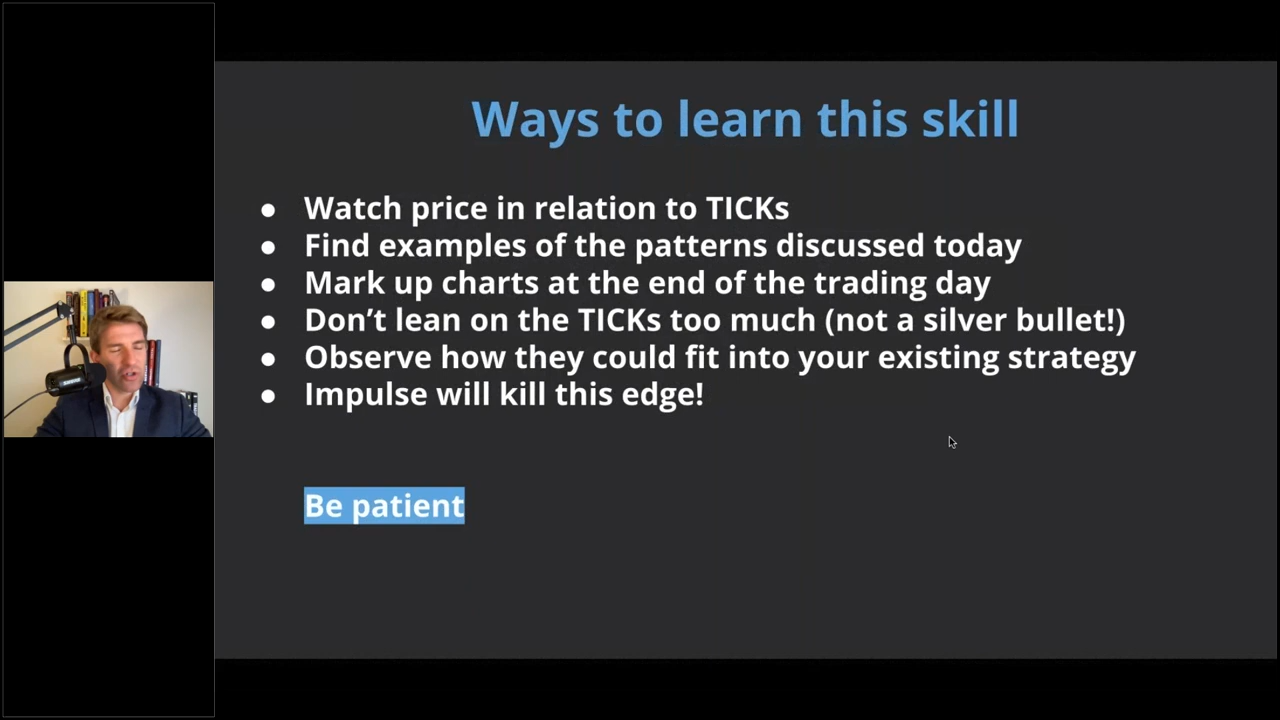 Ways to learn this skill
● Watch price in relation to TICKs
● Find examples of the patterns discussed today
● Mark up charts at the end of the trading day
● Don’t lean on the TICKs too much (not a silver bullet!)
● Observe how they could fit into your existing strategy
● Impulse will kill this edge!
Be patient